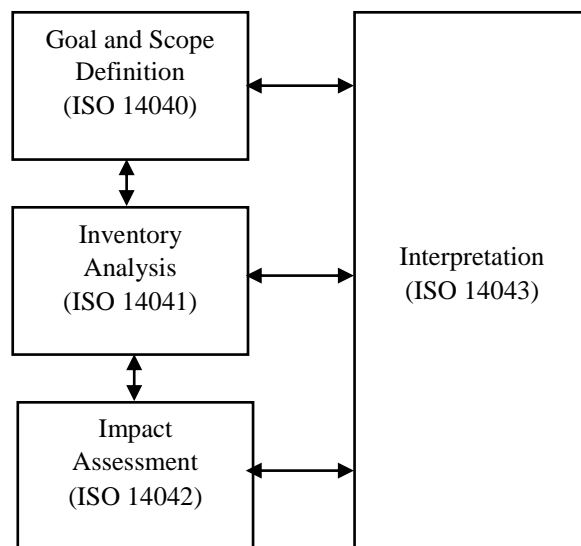 Goal and Scope
Definition
(ISO 14040)
Inventory
Analysis
(ISO 14041)
Interpretation
(ISO 14043)
Impact
Assessment
(ISO 14042)